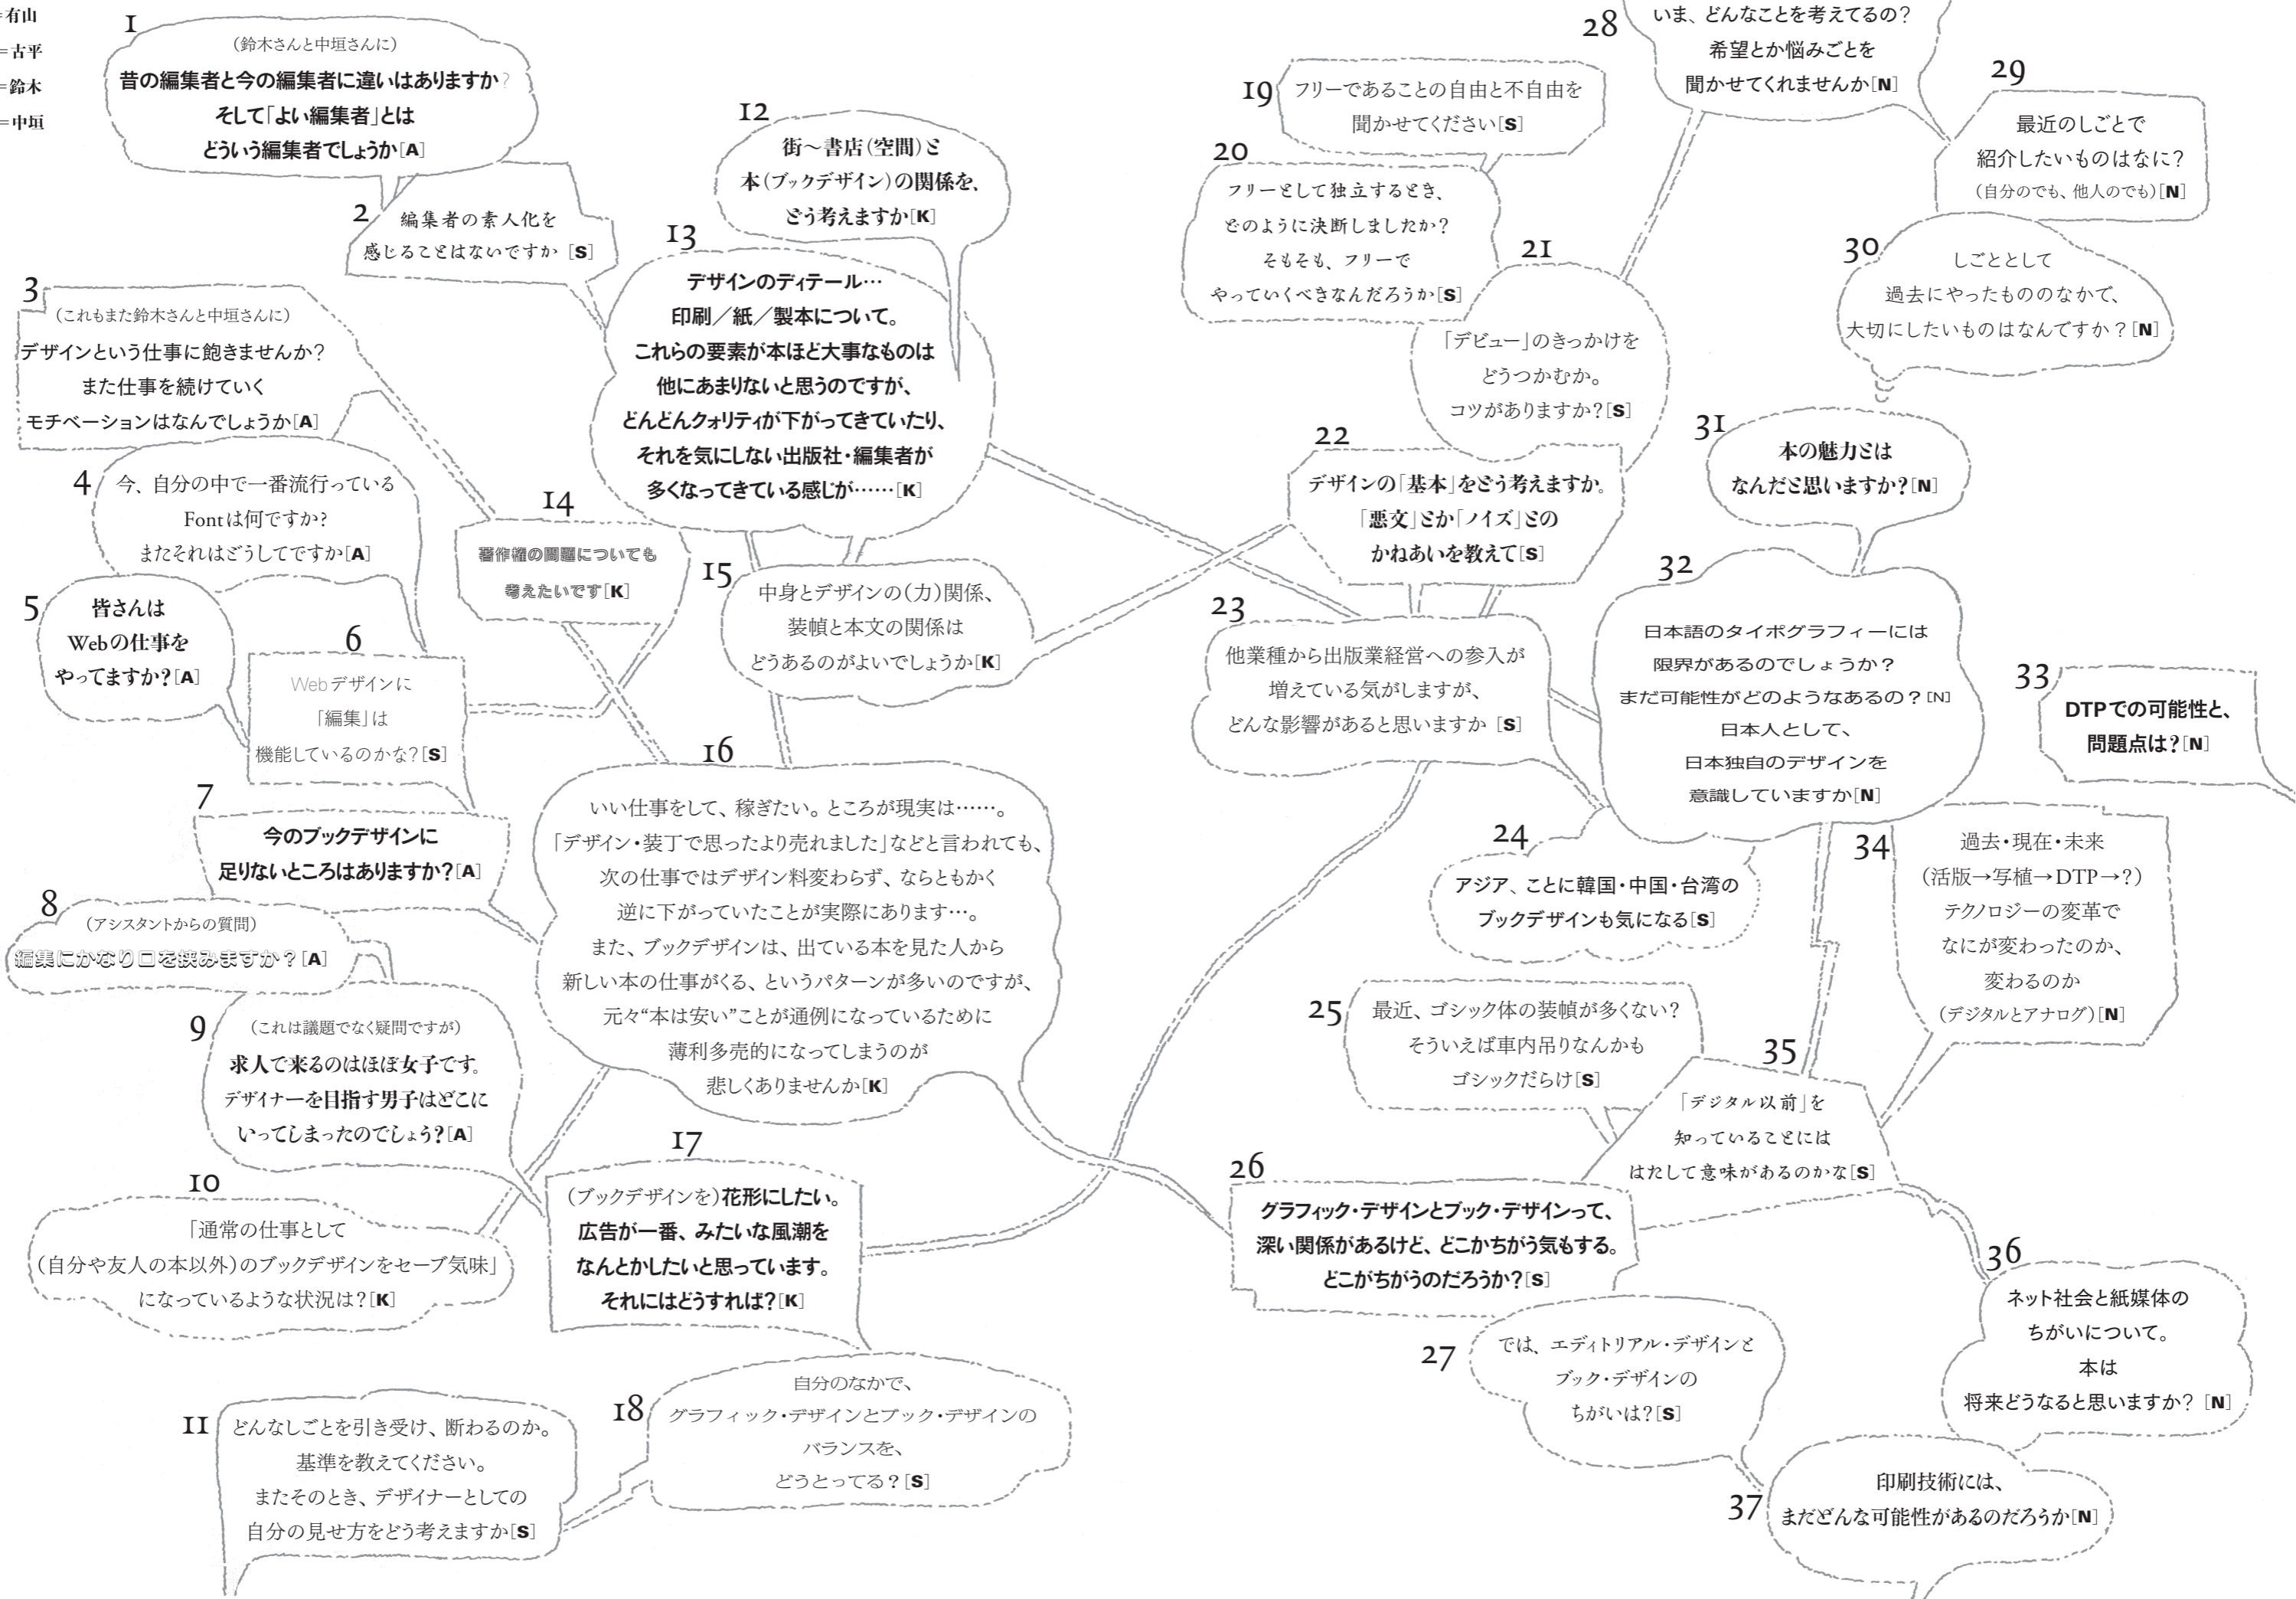 =有山
=古平
=鈴木
=中垣
1
(鈴木さんと中垣さんに)
昔の編集者と今の編集者に違いはありますか?
そして「よい編集者」とは
どういう編集者でしょうか[A]
2
編集者の素人化を
感じることはないですか [S]
3
(これもまた鈴木さんと中垣さんに)
デザインという仕事に飽きませんか?
また仕事を続けていく
モチベーションはなんでしょうか[A]
4
今、自分の中で一番流行っている
Fontは何ですか?
またそれはどうしてですか[A]
5
皆さんは
Webの仕事を
やってますか?[A]
6
Webデザインに
「編集」は
機能しているのかな?[S]
7
今のブックデザインに
足りないところはありますか?[A]
8
(アシスタントからの質問)
編集にかなり口を挟みますか?[A]
9
(これは議題でなく疑問ですが)
求人で来るのはほぼ女子です。
デザイナーを目指す男子はどこに
いってしまったのでしょう?[A]
10
「通常の仕事として
(自分や友人の本以外)のブックデザインをセーブ気味」
になっているような状況は?[K]
11
どんなしごとを引き受け、断わるのか。
基準を教えてください。
またそのとき、デザイナーとしての
自分の見せ方をどう考えますか[S]
12
街〜書店(空間)と
本(ブックデザイン)の関係を、
どう考えますか[K]
13
デザインのディテール…
印刷/紙/製本について。
これらの要素が本ほど大事なものは
他にあまりないと思うのですが、
どんどんクォリティが下がってきていたり、
それを気にしない出版社・編集者が
多くなってきている感じが……[K]
14
著作権の問題についても
考えたいです[K]
15
中身とデザインの(力)関係、
装幀と本文の関係は
どうあるのがよいでしょうか[K]
16
いい仕事をして、稼ぎたい。ところが現実は……。
「デザイン・装丁で思ったより売れました」などと言われても、
次の仕事ではデザイン料変わらず、ならともかく
逆に下がっていたことが実際にあります…。
また、ブックデザインは、出ている本を見た人から
新しい本の仕事がくる、というパターンが多いのですが、
元々“本は安い”ことが通例になっているために
薄利多売的になってしまうのが
悲しくありませんか[K]
17
(ブックデザインを)花形にしたい。
広告が一番、みたいな風潮を
なんとかしたいと思っています。
それにはどうすれば?[K]
18
自分のなかで、
グラフィック・デザインとブック・デザインの
バランスを、
どうとってる?[S]
19
フリーであることの自由と不自由を
聞かせてください[S]
20
フリーとして独立するとき、
どのように決断しましたか?
そもそも、フリーで
やっていくべきなんだろうか[S]
21
「デビュー」のきっかけを
どうつかむか。
コツがありますか?[S]
22
デザインの「基本」をどう考えますか。
「悪文」とか「ノイズ」との
かねあいを教えて[S]
23
他業種から出版業経営への参入が
増えている気がしますが、
どんな影響があると思いますか [S]
24
アジア、ことに韓国・中国・台湾の
ブックデザインも気になる[S]
25
最近、ゴシック体の装幀が多くない?
そういえば車内吊りなんかも
ゴシックだらけ[S]
26
グラフィック・デザインとブック・デザインって、
深い関係があるけど、どこかちがう気もする。
どこがちがうのだろうか?[S]
27
では、エディトリアル・デザインと
ブック・デザインの
ちがいは?[S]
28
いま、どんなことを考えてるの?
希望とか悩みごとを
聞かせてくれませんか[N]
29
最近のしごとで
紹介したいものはなに?
(自分のでも、他人のでも)[N]
30
しごととして
過去にやったもののなかで、
大切にしたいものはなんですか?[N]
31
本の魅力とは
なんだと思いますか?[N]
32
日本語のタイポグラフィーには
限界があるのでしょうか?
まだ可能性がどのようなあるの?[N]
日本人として、
日本独自のデザインを
意識していますか[N]
33
DTPでの可能性と、
問題点は?[N]
34
過去・現在・未来
(活版→写植→DTP→?)
テクノロジーの変革で
なにが変わったのか、
変わるのか
(デジタルとアナログ)[N]
35
「デジタル以前」を
知っていることには
はたして意味があるのかな[S]
36
ネット社会と紙媒体の
ちがいについて。
本は
将来どうなると思いますか? [N]
37
印刷技術には、
まだどんな可能性があるのだろうか[N]